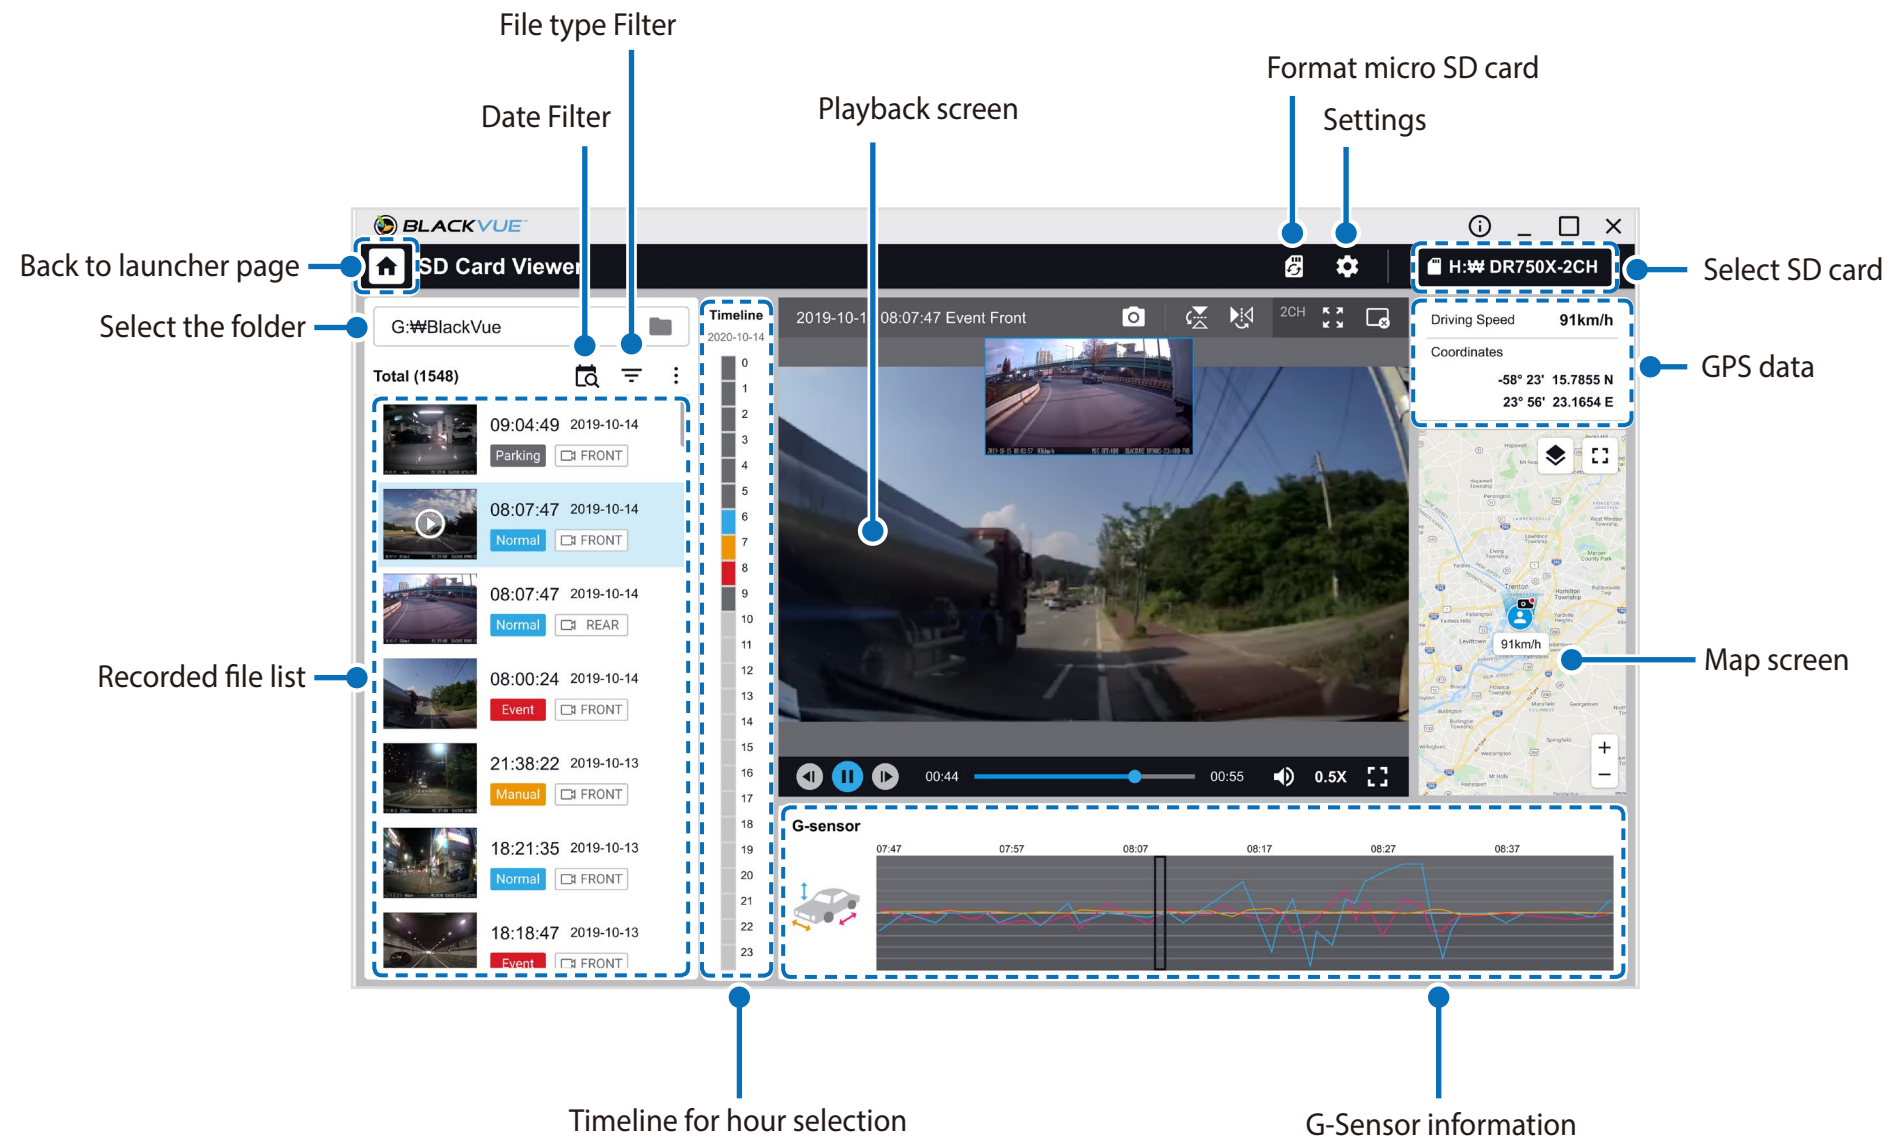 File type Filter
Format micro SD card
Date Filter
Playback screen
Settings
BLACKVUE
Back to launcher page
SD Card Viewer
H:₩ DR750X-2CH
Select SD card
Select the folder
G:₩BlackVue
Total (1548)
09:04:49 2019-10-14
Parking FRONT
08:07:47 2019-10-14
Normal FRONT
08:07:47 2019-10-14
Normal REAR
Recorded file list
08:00:24 2019-10-14
Event FRONT
21:38:22 2019-10-13
Manual FRONT
18:21:35 2019-10-13
Normal FRONT
18:18:47 2019-10-13
Event FRONT
Timeline
2020-10-14
0
1
2
3
4
5
6
7
8
9
10
11
12
13
14
15
16
17
18
19
20
21
22
23
2019-10-1 08:07:47 Event Front
2CH
00:44
00:55
0.5X
Driving Speed 91km/h
Coordinates
-58° 23' 15.7855 N
23° 56' 23.1654 E
GPS data
Trenton
Hamilton
Township
Levittown
91km/h
Map screen
+
−
G-sensor
07:47 07:57 08:07 08:17 08:27 08:37
Timeline for hour selection
G-Sensor information